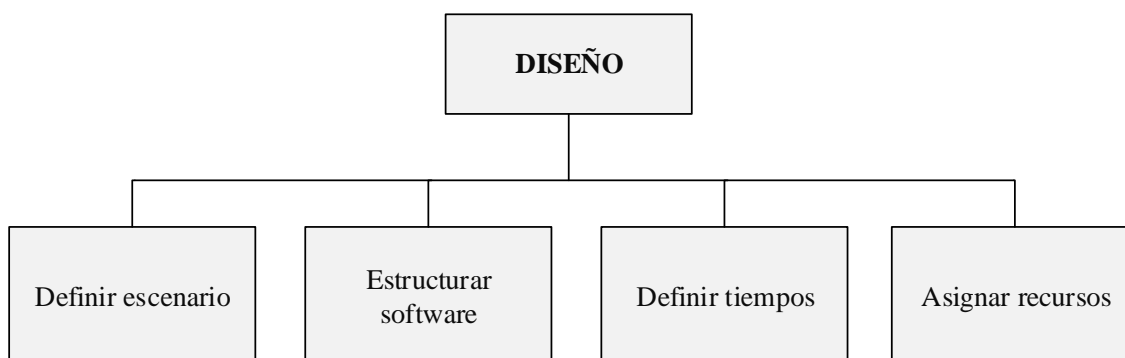 DISEÑO
Definir escenario
Estructurar
software
Definir tiempos
Asignar recursos